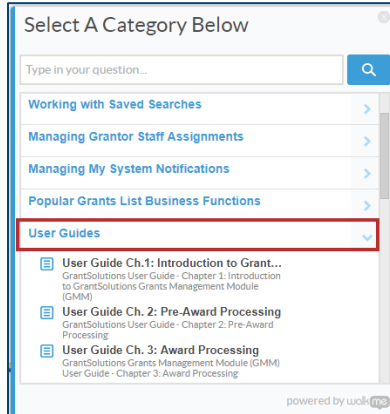 Select A Category Below
Type in your question...
Working with Saved Searches
Managing Grantor Staff Assignments
Managing My System Notifications
Popular Grants List Business Functions
User Guides
User Guide Ch.1: Introduction to Grant...
GrantSolutions User Guide - Chapter 1: Introduction
to GrantSolutions Grants Management Module
(GMM)
User Guide Ch. 2: Pre-Award Processing
GrantSolutions User Guide - Chapter 2: Pre-Award
Processing
User Guide Ch. 3: Award Processing
GrantSolutions Grants Management Module (GMM)
User Guide - Chapter 3: Award Processing
powered by walkme